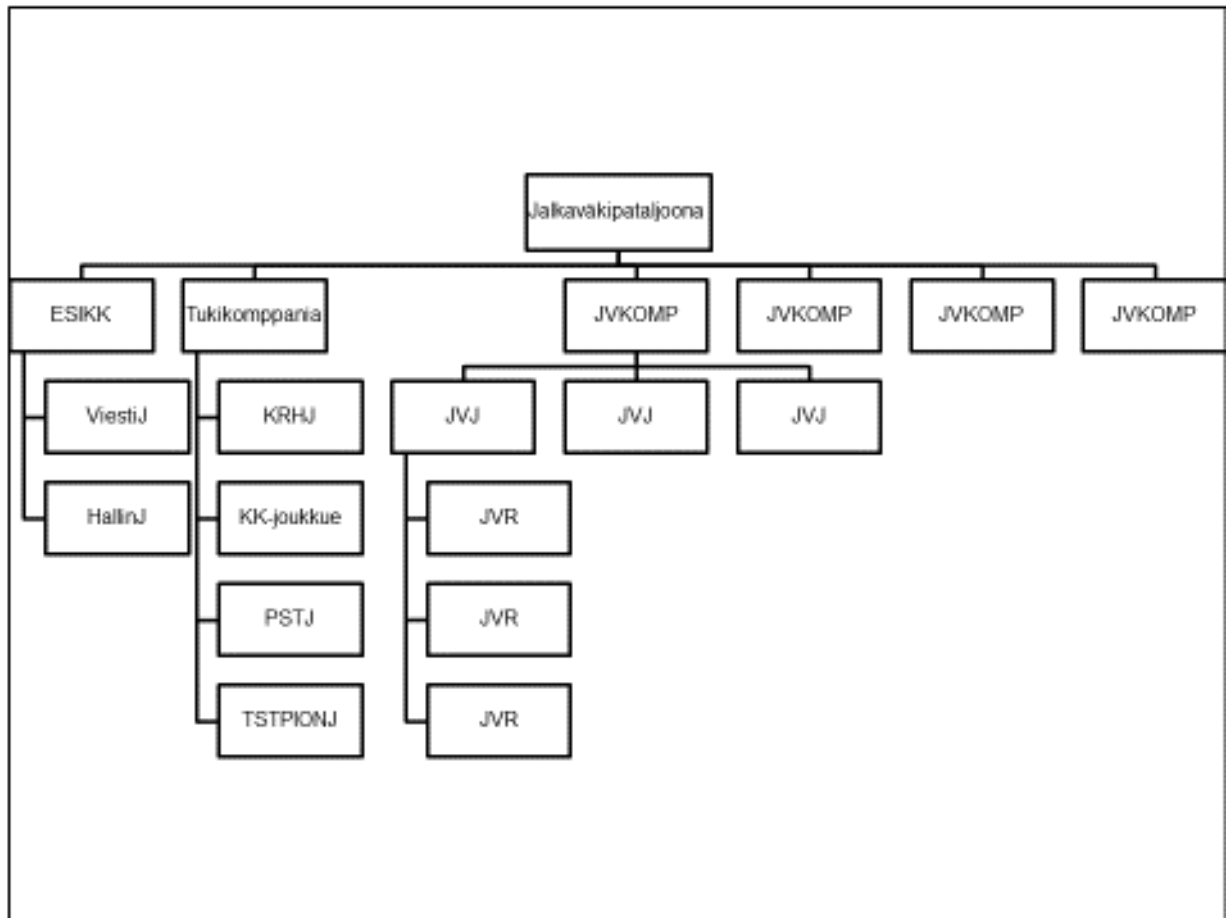 Jalkaväkipataljoona
ESIKK
Tukikomppania
JVKOMP
JVKOMP
JVKOMP
JVKOMP
ViestiJ
KRHJ
JVJ
JVJ
JVJ
HallinJ
KK-joukkue
JVR
PSTJ
JVR
TSTPIONJ
JVR